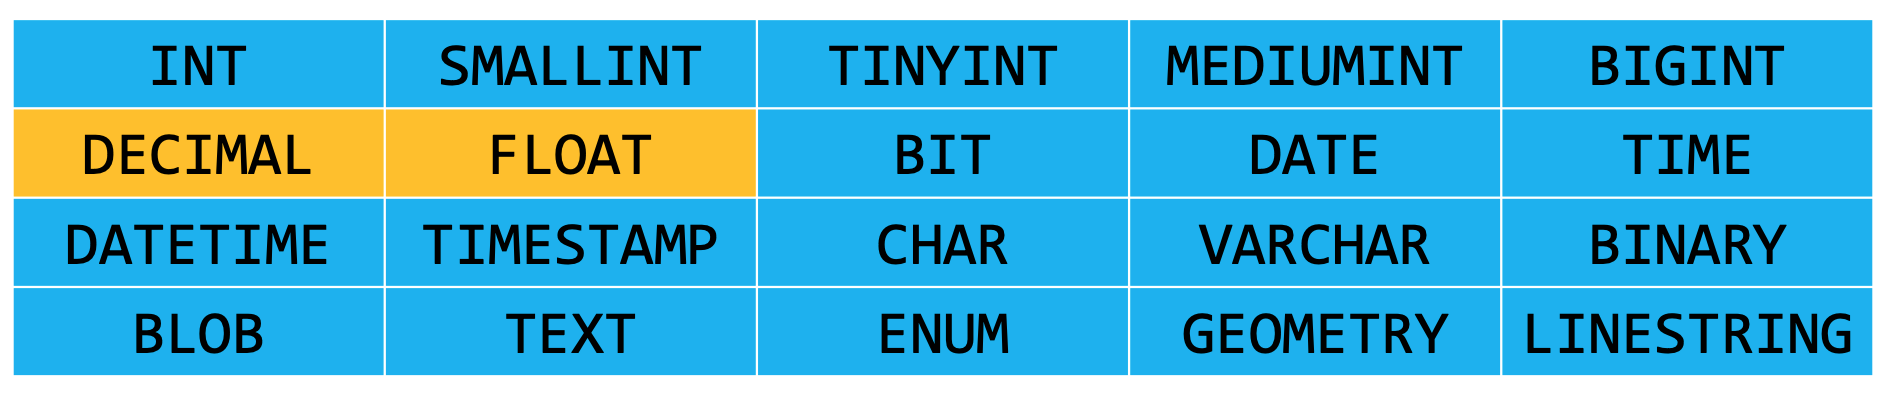 INT SMALLINT TINYINT MEDIUMINT BIGINT
DECIMAL FLOAT BIT DATE TIME
DATETIME TIMESTAMP CHAR VARCHAR BINARY
BLOB TEXT ENUM GEOMETRY LINESTRING